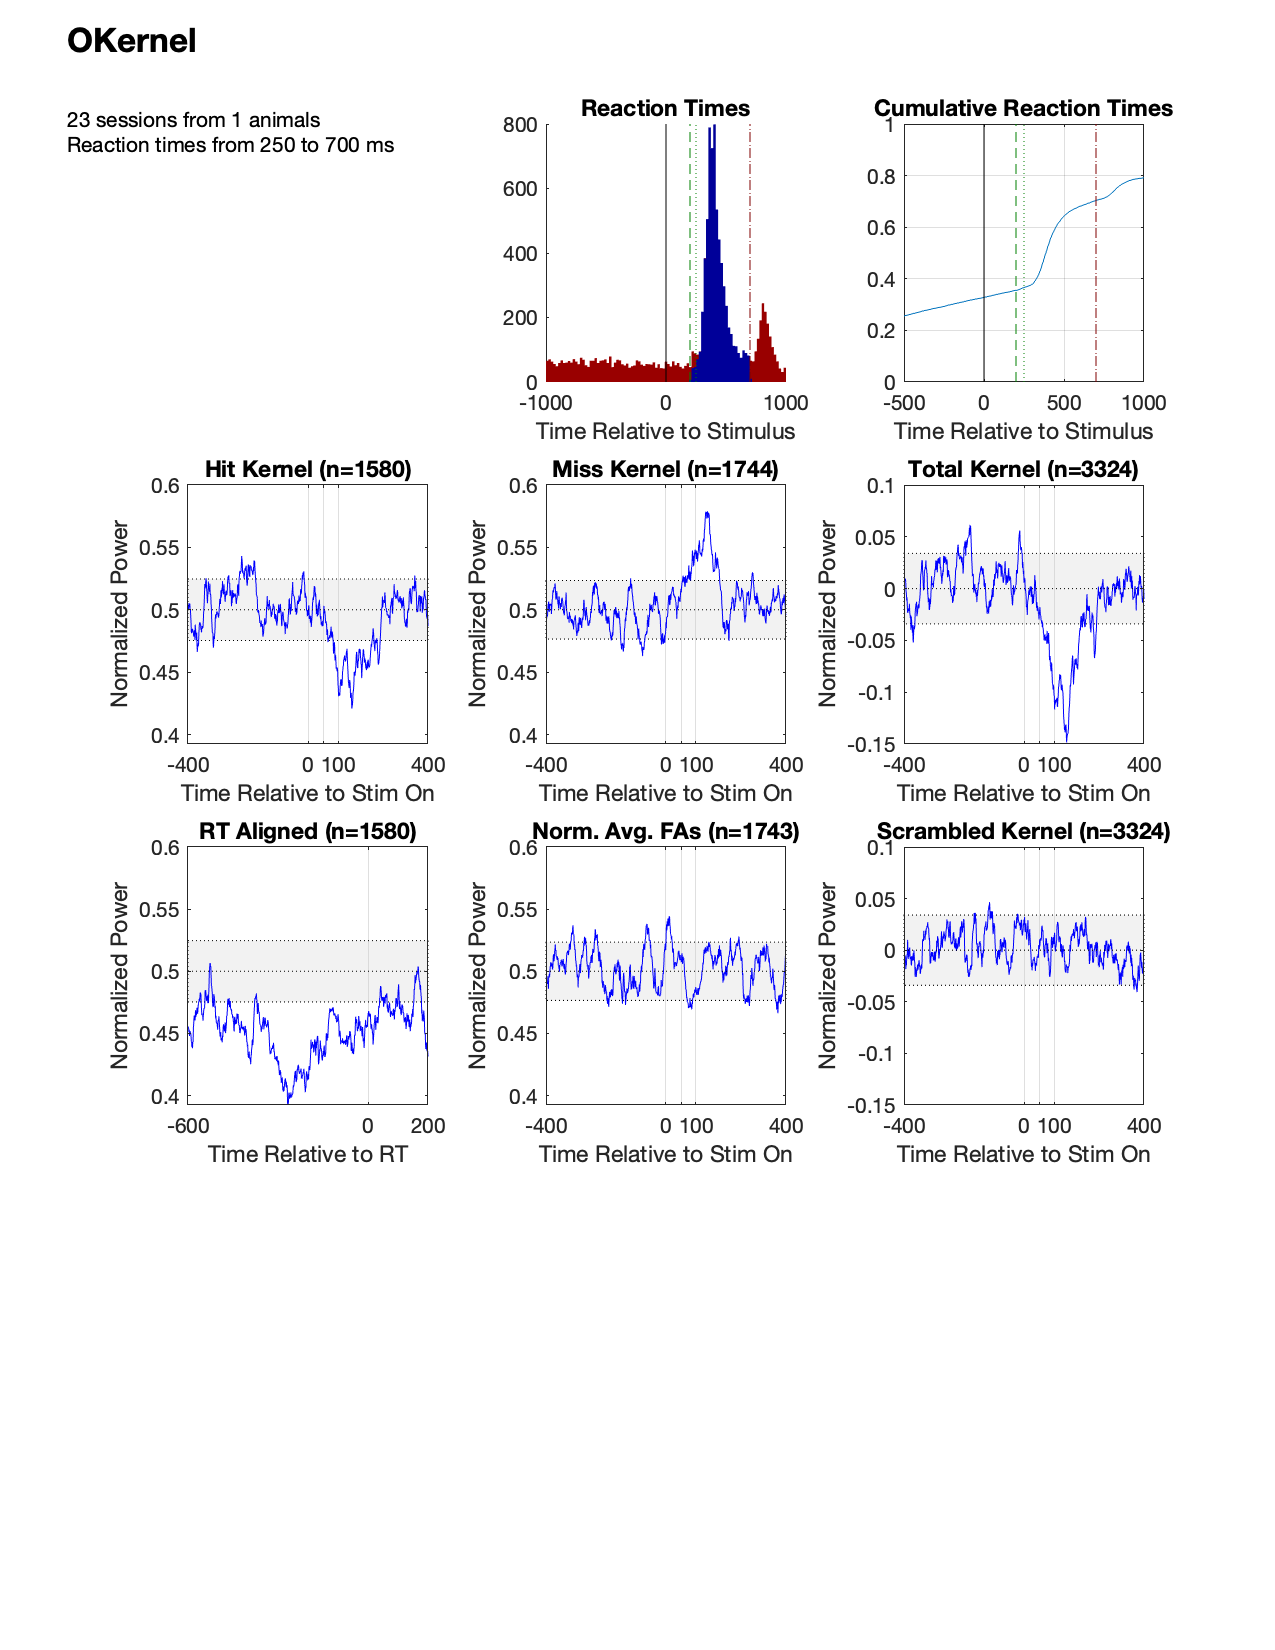 OKernel
23 sessions from 1 animals
Reaction times from 250 to 700 ms
Reaction Times
800
600
400
200
0
-1000 0 1000
Time Relative to Stimulus
Cumulative Reaction Times
1
0.8
0.6
0.4
0.2
0
-500 0 500 1000
Time Relative to Stimulus
Hit Kernel (n=1580)
Normalized Power
0.6
0.55
0.5
0.45
0.4
-400 0 100 400
Time Relative to Stim On
Miss Kernel (n=1744)
Normalized Power
0.6
0.55
0.5
0.45
0.4
-400 0 100 400
Time Relative to Stim On
Total Kernel (n=3324)
Normalized Power
0.1
0.05
0
-0.05
-0.1
-0.15
-400 0 100 400
Time Relative to Stim On
RT Aligned (n=1580)
Normalized Power
0.6
0.55
0.5
0.45
0.4
-600 0 200
Time Relative to RT
Norm. Avg. FAs (n=1743)
Normalized Power
0.6
0.55
0.5
0.45
0.4
-400 0 100 400
Time Relative to Stim On
Scrambled Kernel (n=3324)
Normalized Power
0.1
0.05
0
-0.05
-0.1
-0.15
-400 0 100 400
Time Relative to Stim On